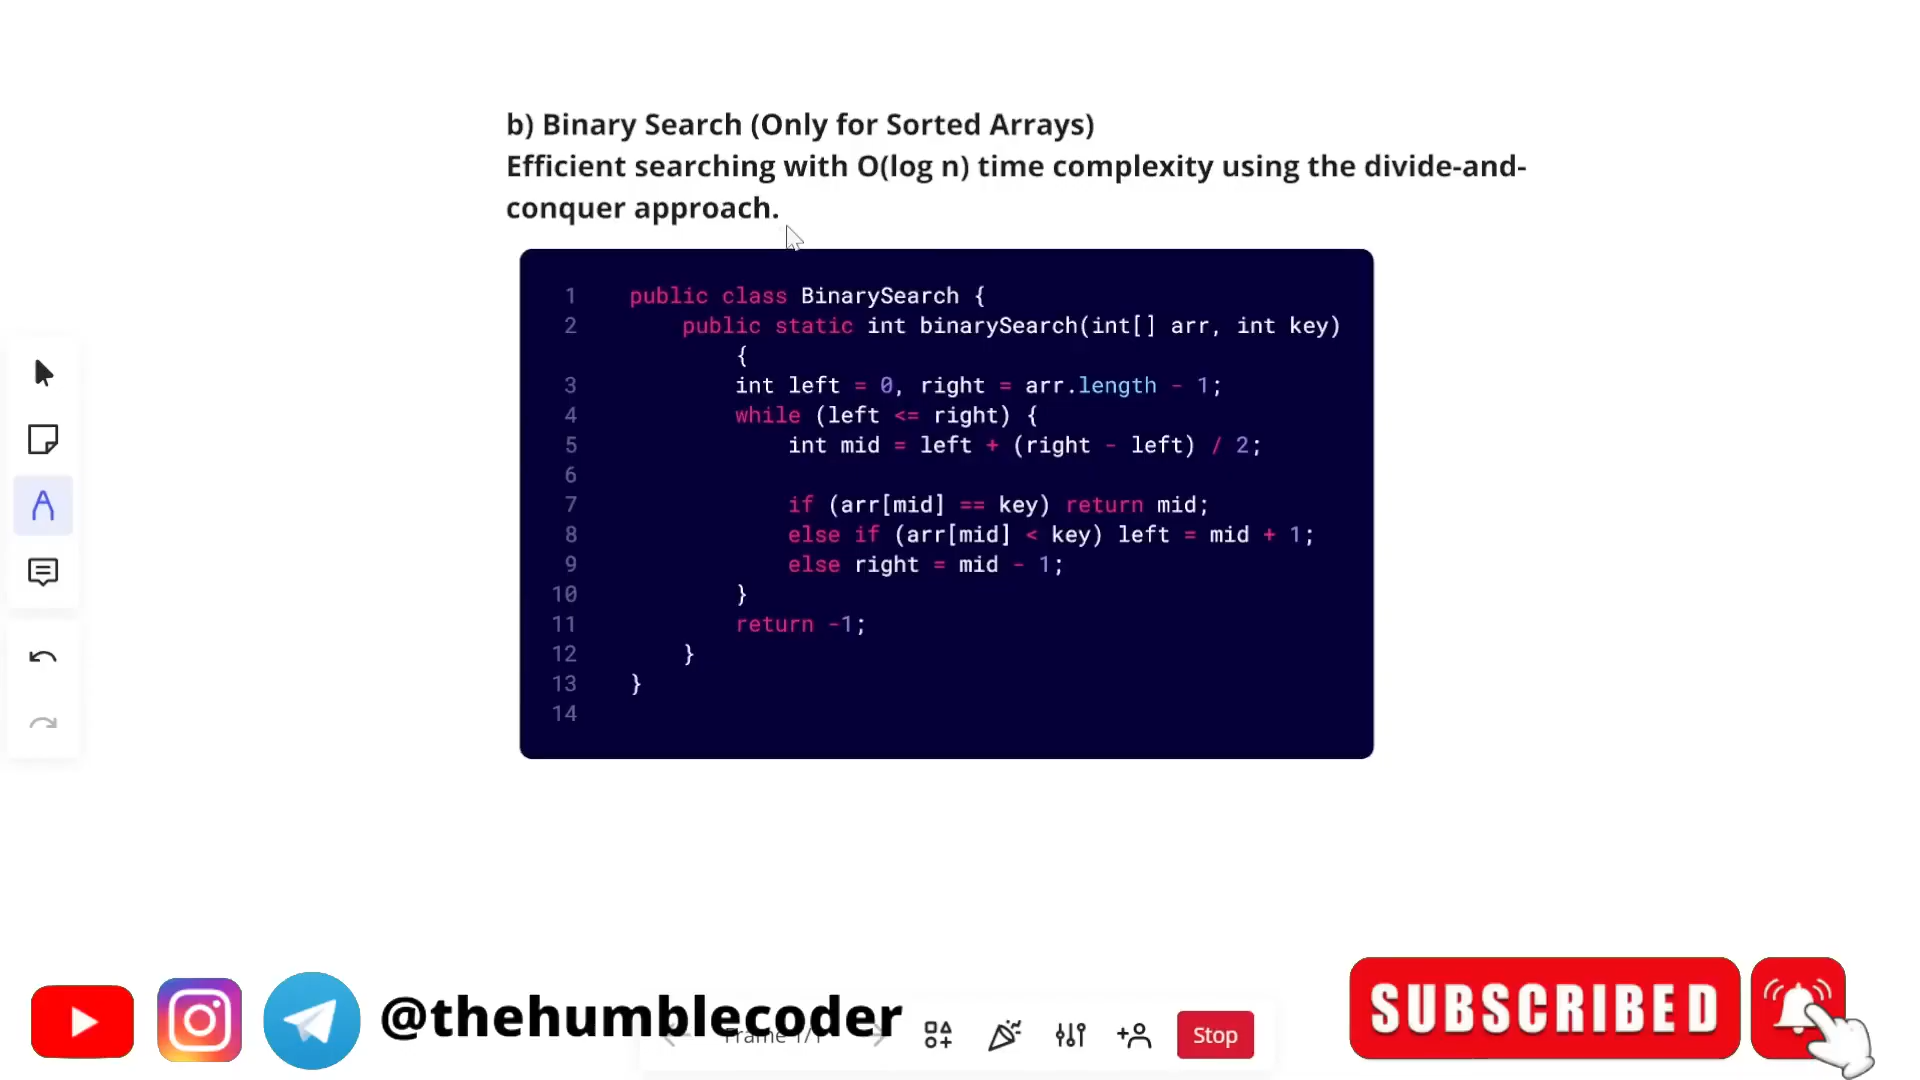 b) Binary Search (Only for Sorted Arrays)
Efficient searching with O(log n) time complexity using the divide-and-
conquer approach.
1 public class BinarySearch {
2 public static int binarySearch(int[] arr, int key)
{
3 int left = 0, right = arr.length - 1;
4 while (left <= right) {
5 int mid = left + (right - left) / 2;
6
7 if (arr[mid] == key) return mid;
8 else if (arr[mid] < key) left = mid + 1;
9 else right = mid - 1;
10 }
11 return -1;
12 }
13 }
14
@thehumblecoder
Frame 1/1
Stop
SUBSCRIBED